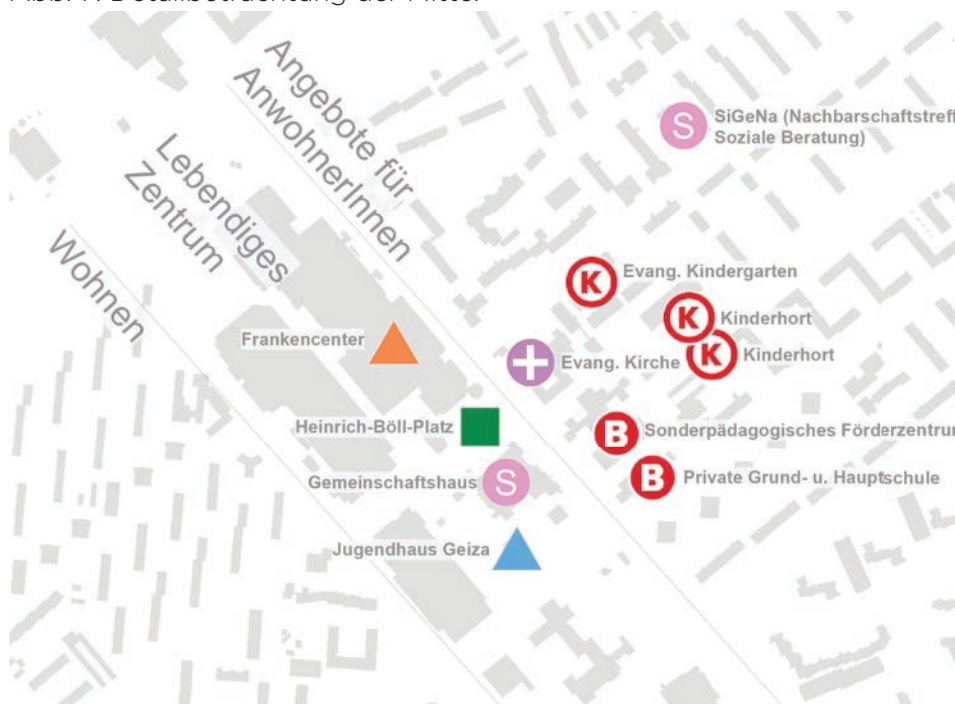 Angebote für
AnwohnerInnen
Lebendiges
Zentrum
Wohnen
S
SiGeNa (Nachbarschaftstreff
Soziale Beratung)
K
Evang. Kindergarten
K
Kinderhort
K
Kinderhort
Frankencenter
Evang. Kirche
Heinrich-Böll-Platz
B
Sonderpädagogisches Förderzentrum
B
Private Grund- u. Hauptschule
Gemeinschaftshaus
S
Jugendhaus Geiza